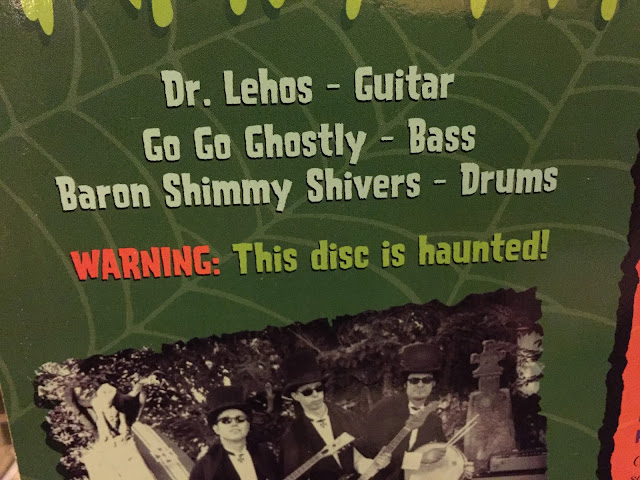 Dr. Lehos - Guitar
Go Go Ghostly - Bass
Baron Shimmy Shivers - Drums
WARNING: This disc is haunted!